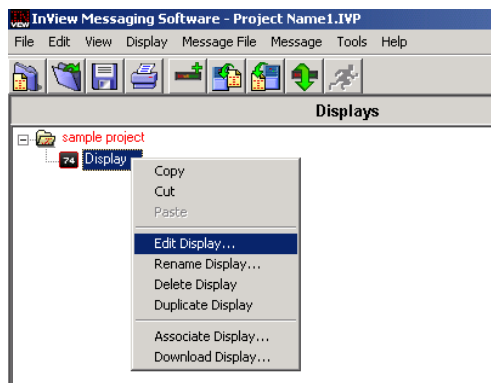 InView Messaging Software - Project Name1.IVP
File Edit View Display Message File Message Tools Help
Displays
sample project
74 Display
Copy
Cut
Paste
Edit Display...
Rename Display...
Delete Display
Duplicate Display
Associate Display...
Download Display...